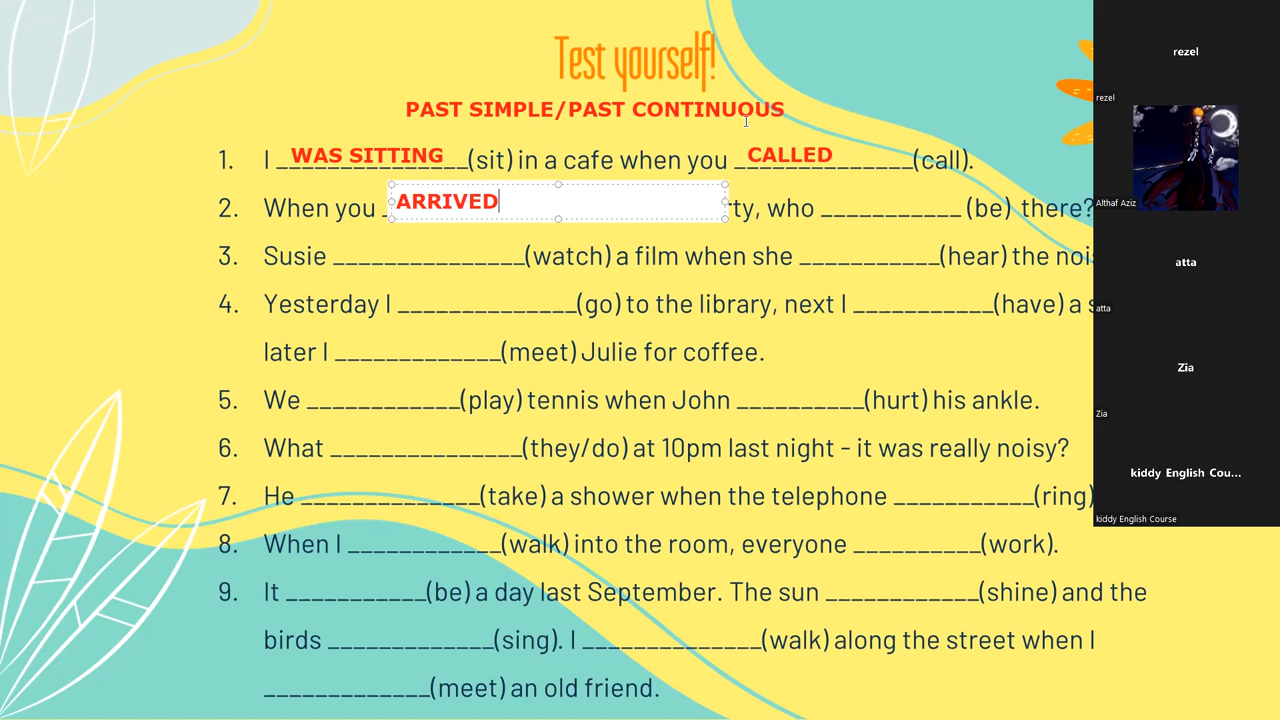 Test yourself!
PAST SIMPLE/PAST CONTINUOUS
1. I _______________(sit) in a cafe when you ______________(call).
WAS SITTING CALLED
2. When you _ ty, who ___________ (be) there?
ARRIVED
3. Susie _______________(watch) a film when she ___________(hear) the noi
4. Yesterday I ______________(go) to the library, next I ___________(have) a s
later I _____________(meet) Julie for coffee.
5. We ____________(play) tennis when John __________(hurt) his ankle.
6. What _______________(they/do) at 10pm last night - it was really noisy?
7. He ______________(take) a shower when the telephone ___________(ring)
8. When I ____________(walk) into the room, everyone __________(work).
9. It ___________(be) a day last September. The sun ____________(shine) and the
birds _____________(sing). I ______________(walk) along the street when I
_____________(meet) an old friend.
rezel
rezel
Althaf Aziz
atta
atta
Zia
Zia
kiddy English Cou...
kiddy English Course